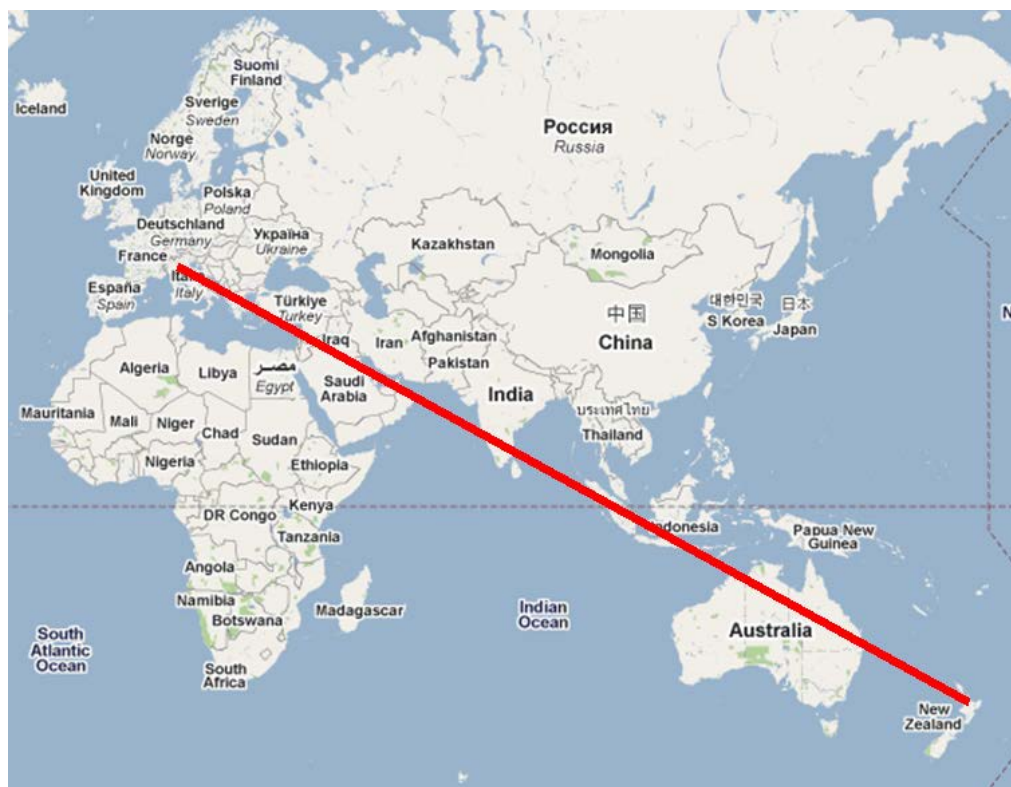 Iceland
Suomi
Finland
Sverige
Sweden
Norge
Norway
Россия
Russia
United
Kingdom
Polska
Poland
Deutschland
Germany
Україна
Ukraine
France
Kazakhstan
Mongolia
Italy
España
Spain
Türkiye
Turkey
中国
China
대한민국
S Korea
日本
Japan
N
Iraq
Iran
Afghanistan
Pakistan
Algeria
Libya
مصر
Egypt
Saudi
Arabia
India
Mauritania
Mali
Niger
Chad
Sudan
ประเทศไทย
Thailand
Nigeria
Ethiopia
DR Congo
Kenya
Tanzania
Indonesia
Papua New
Guinea
Angola
Namibia
Botswana
Madagascar
Indian
Ocean
South
Atlantic
Ocean
South
Africa
Australia
New
Zealand